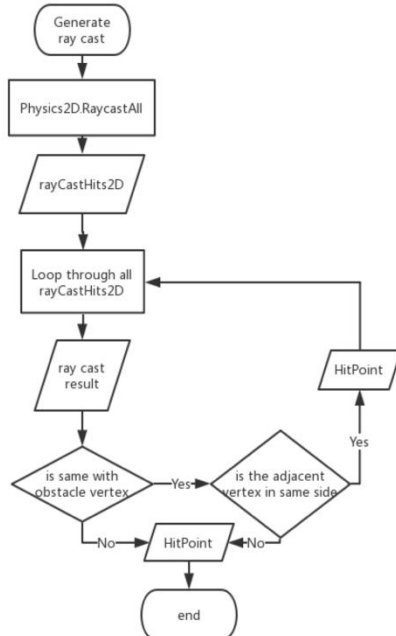 Generate
ray cast
Physics2D.RaycastAll
rayCastHits2D
Loop through all
rayCastHits2D
ray cast
result
HitPoint
Yes
is same with
obstacle vertex
Yes
is the adjacent
vertex in same side
No
HitPoint
No
end